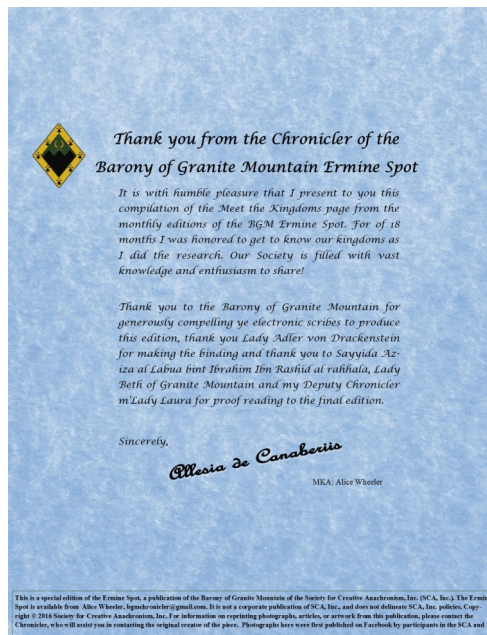 Thank you from the Chronicler of the
Barony of Granite Mountain Ermine Spot
It is with humble pleasure that I present to you this
compilation of the Meet the Kingdoms page from the
monthly editions of the BGM Ermine Spot. For of 18
months I was honored to get to know our kingdoms as
I did the research. Our Society is filled with vast
knowledge and enthusiasm to share!
Thank you to the Barony of Granite Mountain for
generously compelling ye electronic scribes to produce
this edition, thank you Lady Adler von Drackenstein
for making the binding and thank you to Sayyida Az-
iza al Labua bint Ibrahim Ibn Rashid al rahhala, Lady
Beth of Granite Mountain and my Deputy Chronicler
m'Lady Laura for proof reading to the final edition.
Sincerely,
Allesia de Canaberiis
MKA: Alice Wheeler
This is a special edition of the Ermine Spot, a publication of the Barony of Granite Mountain of the Society for Creative Anachronism, Inc. (SCA, Inc.). The Ermine
Spot is available from Alice Wheeler, bgmchronicler@gmail.com. It is not a corporate publication of SCA, Inc., and does not delineate SCA, Inc. policies. Copy-
right © 2016 Society for Creative Anachronism, Inc. For information on reprinting photographs, articles, or artwork from this publication, please contact the
Chronicler, who will assist you in contacting the original creator of the piece. Photographs here were first published on Facebook by participants in the SCA and